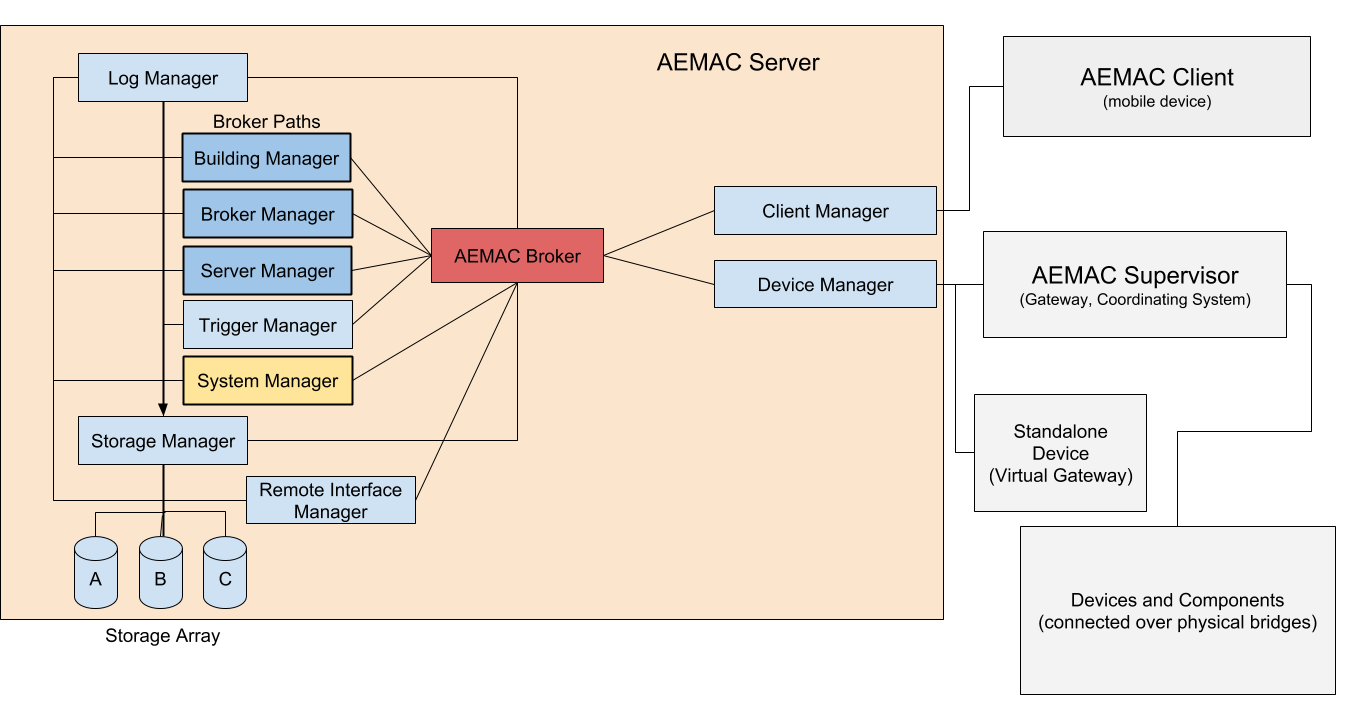 AEMAC Server
Log Manager
Broker Paths
Building Manager
Broker Manager
Server Manager
Trigger Manager
System Manager
Storage Manager
Remote Interface
Manager
A
B
C
Storage Array
AEMAC Broker
Client Manager
Device Manager
AEMAC Client
(mobile device)
AEMAC Supervisor
(Gateway, Coordinating System)
Standalone
Device
(Virtual Gateway)
Devices and Components
(connected over physical bridges)